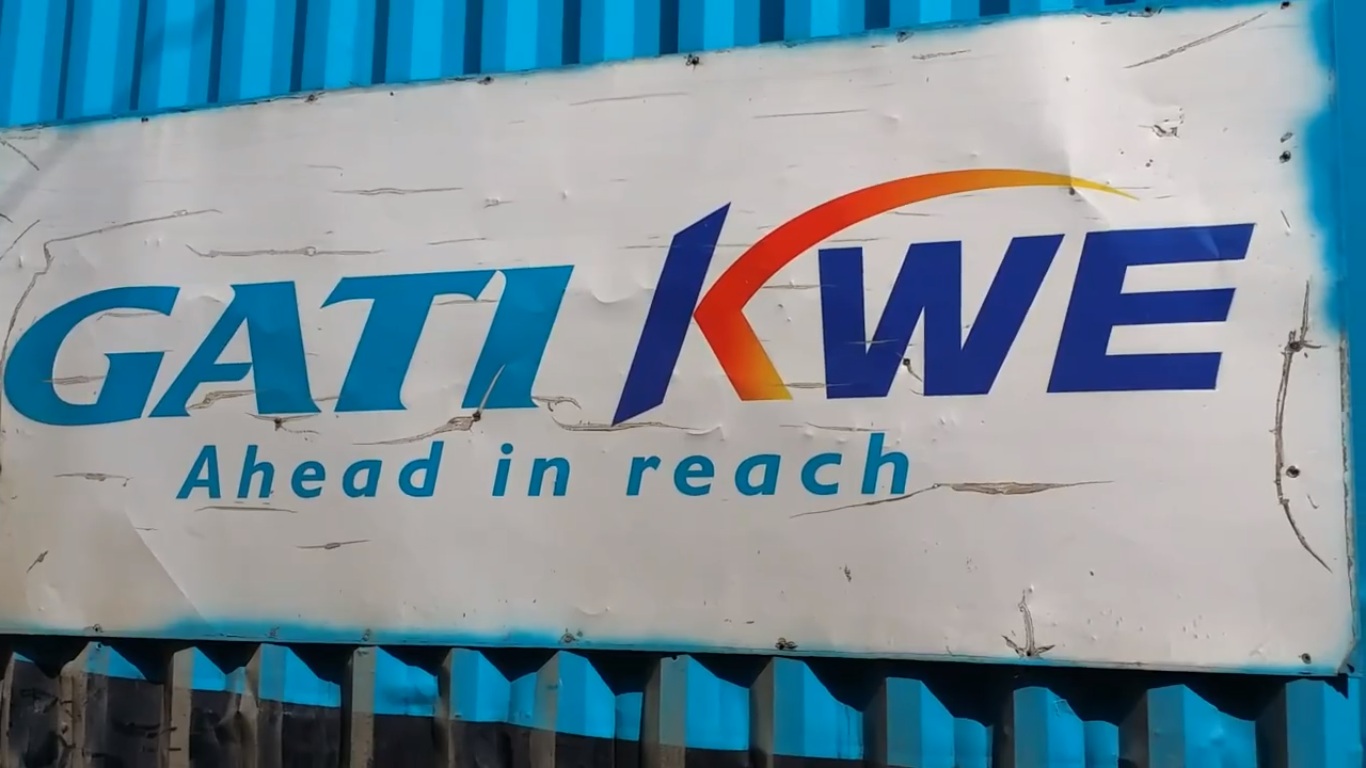 GATI KWE
Ahead in reach